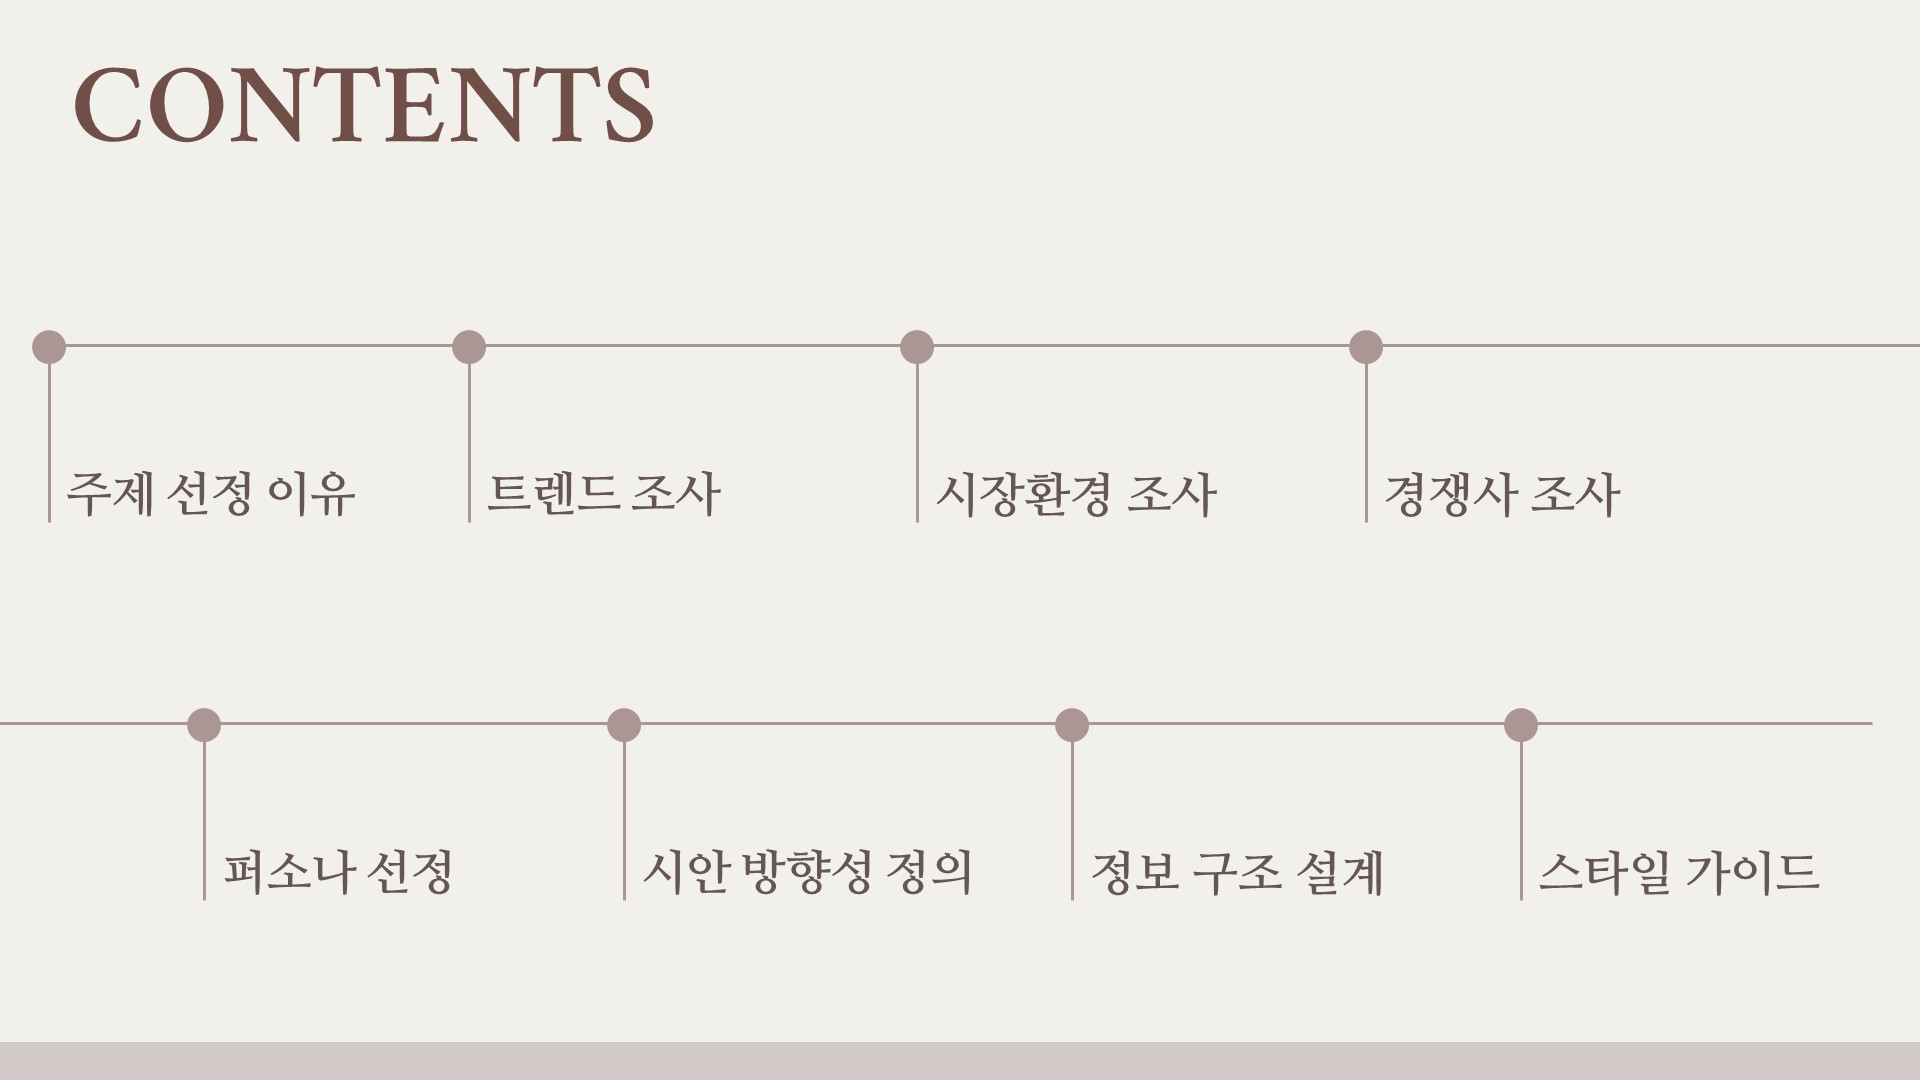 CONTENTS
주제 선정 이유
트렌드 조사
시장환경 조사
경쟁사 조사
퍼소나 선정
시안 방향성 정의
정보 구조 설계
스타일 가이드